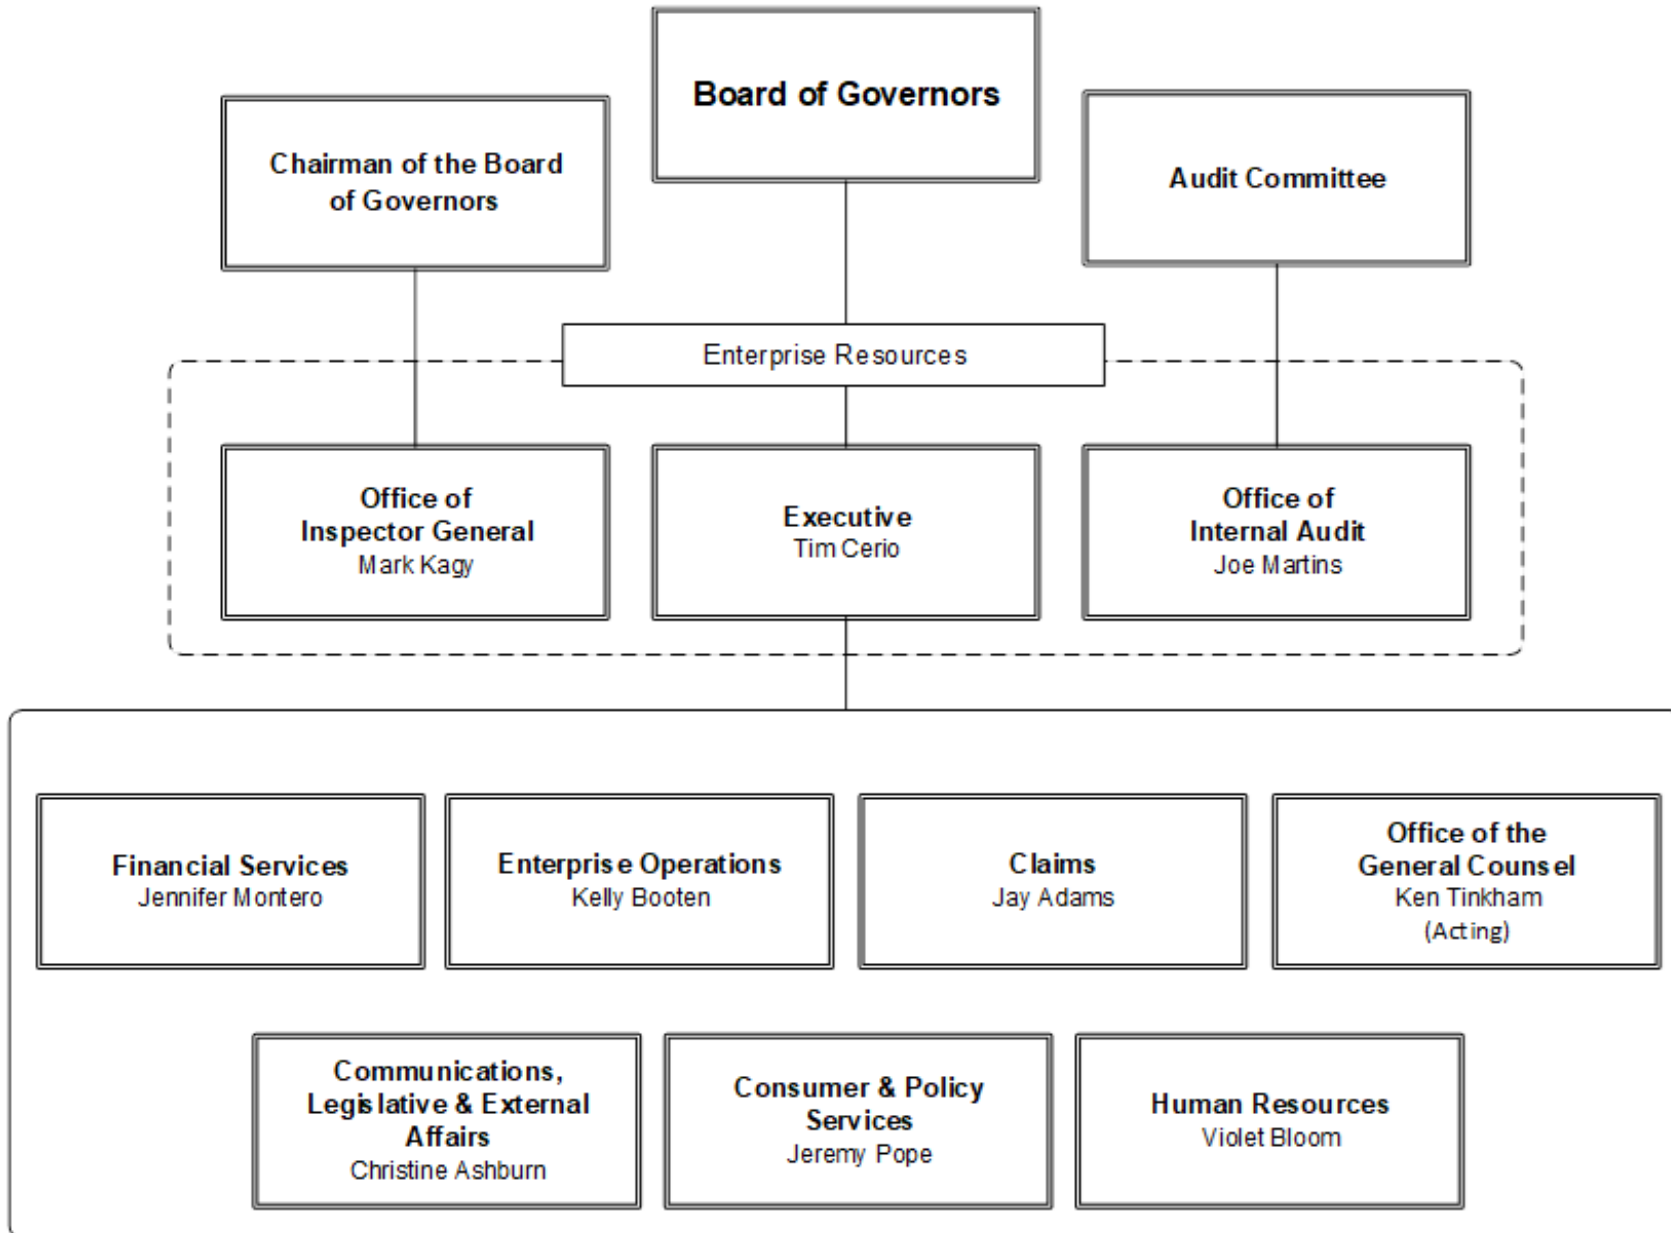 Board of Governors
Chairman of the Board
of Governors
Audit Committee
Enterprise Resources
Office of
Inspector General
Mark Kagy
Executive
Tim Cerio
Office of
Internal Audit
Joe Martins
Financial Services
Jennifer Montero
Enterprise Operations
Kelly Booten
Claims
Jay Adams
Office of the
General Counsel
Ken Tinkham
(Acting)
Communications,
Legislative & External
Affairs
Christine Ashburn
Consumer & Policy
Services
Jeremy Pope
Human Resources
Violet Bloom